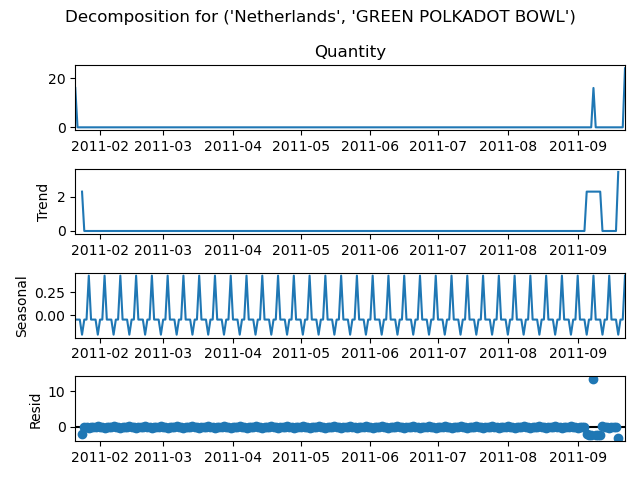 Decomposition for ('Netherlands', 'GREEN POLKADOT BOWL')
Quantity
20
0
2011-02 2011-03 2011-04 2011-05 2011-06 2011-07 2011-08 2011-09
Trend
2
0
2011-02 2011-03 2011-04 2011-05 2011-06 2011-07 2011-08 2011-09
Seasonal
0.25
0.00
2011-02 2011-03 2011-04 2011-05 2011-06 2011-07 2011-08 2011-09
Resid
10
0
2011-02 2011-03 2011-04 2011-05 2011-06 2011-07 2011-08 2011-09